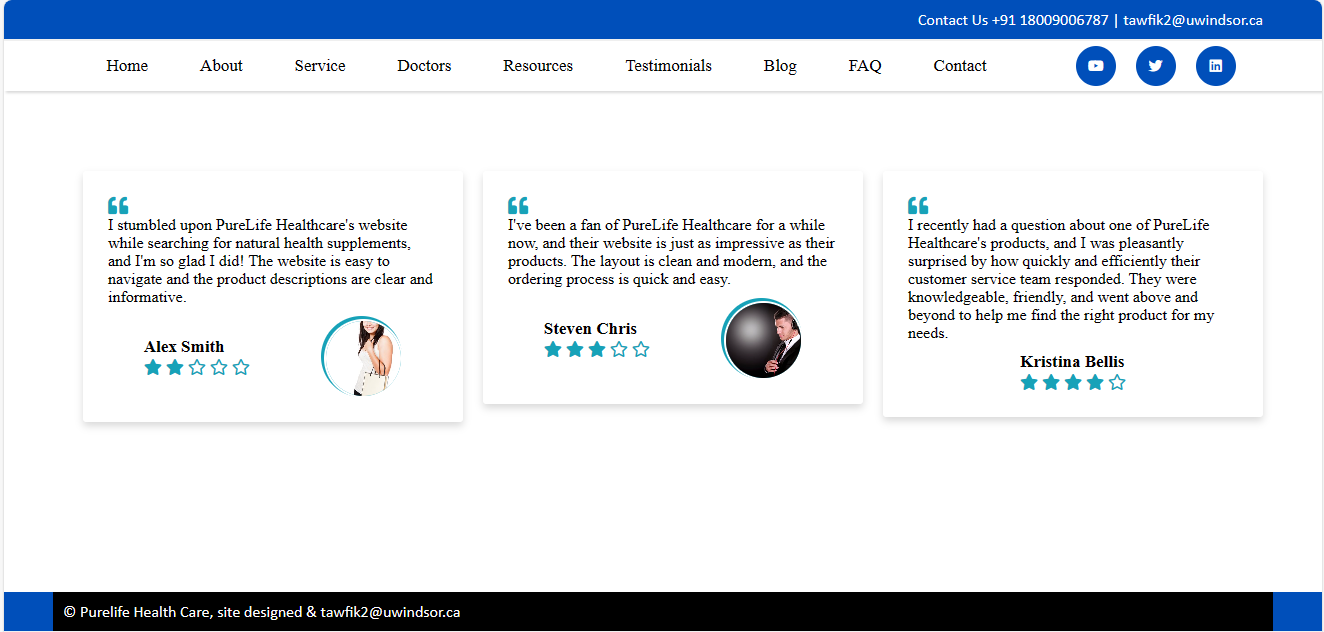 Contact Us +91 18009006787 | tawfik2@uwindsor.ca
Home About Service Doctors Resources Testimonials Blog FAQ Contact
I stumbled upon PureLife Healthcare's website
while searching for natural health supplements,
and I'm so glad I did! The website is easy to
navigate and the product descriptions are clear and
informative.
Alex Smith
I've been a fan of PureLife Healthcare for a while
now, and their website is just as impressive as their
products. The layout is clean and modern, and the
ordering process is quick and easy.
Steven Chris
I recently had a question about one of PureLife
Healthcare's products, and I was pleasantly
surprised by how quickly and efficiently their
customer service team responded. They were
knowledgeable, friendly, and went above and
beyond to help me find the right product for my
needs.
Kristina Bellis
© Purelife Health Care, site designed & tawfik2@uwindsor.ca